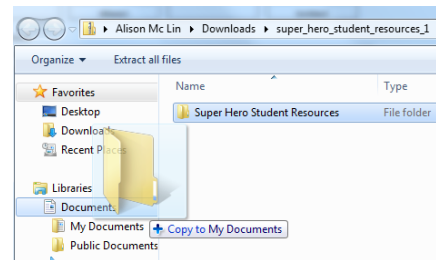 Alison Mc Lin ▸ Downloads ▸ super_hero_student_resources_1
Organize ▾ Extract all files
Name Type
Favorites
Desktop
Super Hero Student Resources File folder
Downloads
Recent Places
Libraries
Documents
My Documents
Copy to My Documents
Public Documents